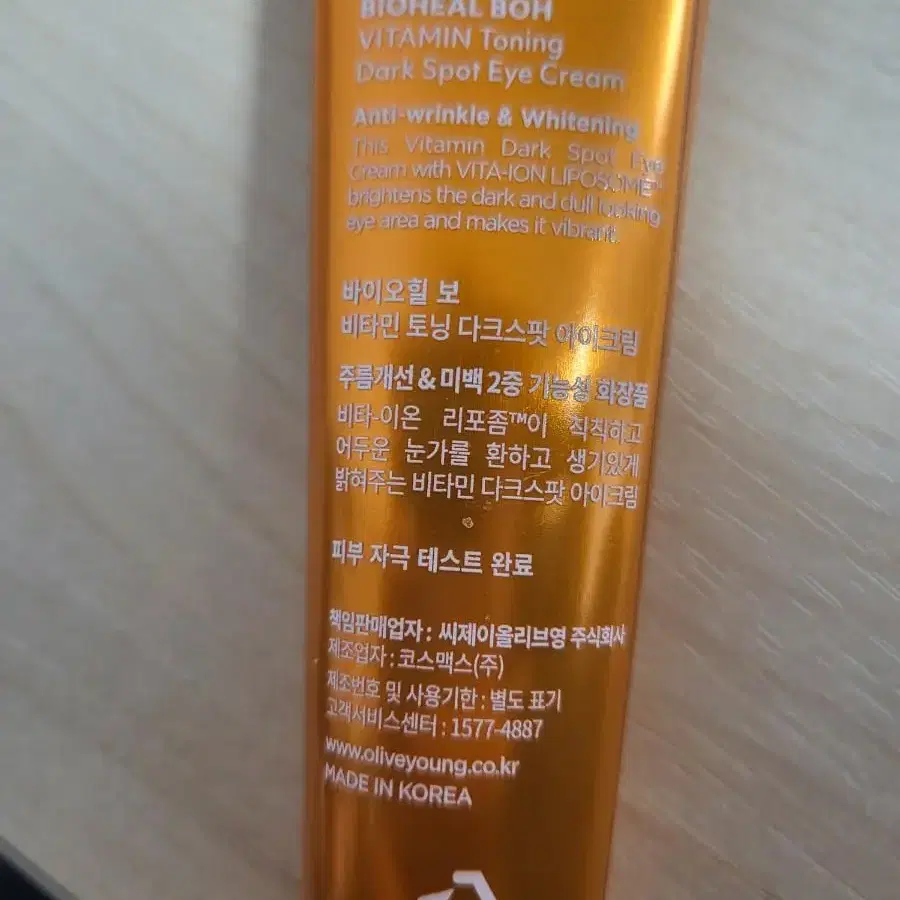 BIOHEAL BOH
VITAMIN Toning
Dark Spot Eye Cream
Anti-wrinkle & Whitening
This Vitamin Dark Spot Eye
Cream with VITA-ION LIPOSOME™
brightens the dark and dull looking
eye area and makes it vibrant.
바이오힐 보
비타민 토닝 다크스팟 아이크림
주름개선 & 미백 2중 기능성 화장품
비타-이온 리포좀™이 칙칙하고
어두운 눈가를 환하고 생기있게
밝혀주는 비타민 다크스팟 아이크림
피부 자극 테스트 완료
책임판매업자 : 씨제이올리브영 주식회사
제조업자 : 코스맥스(주)
제조번호 및 사용기한 : 별도 표기
고객서비스센터 : 1577-4887
www.oliveyoung.co.kr
MADE IN KOREA